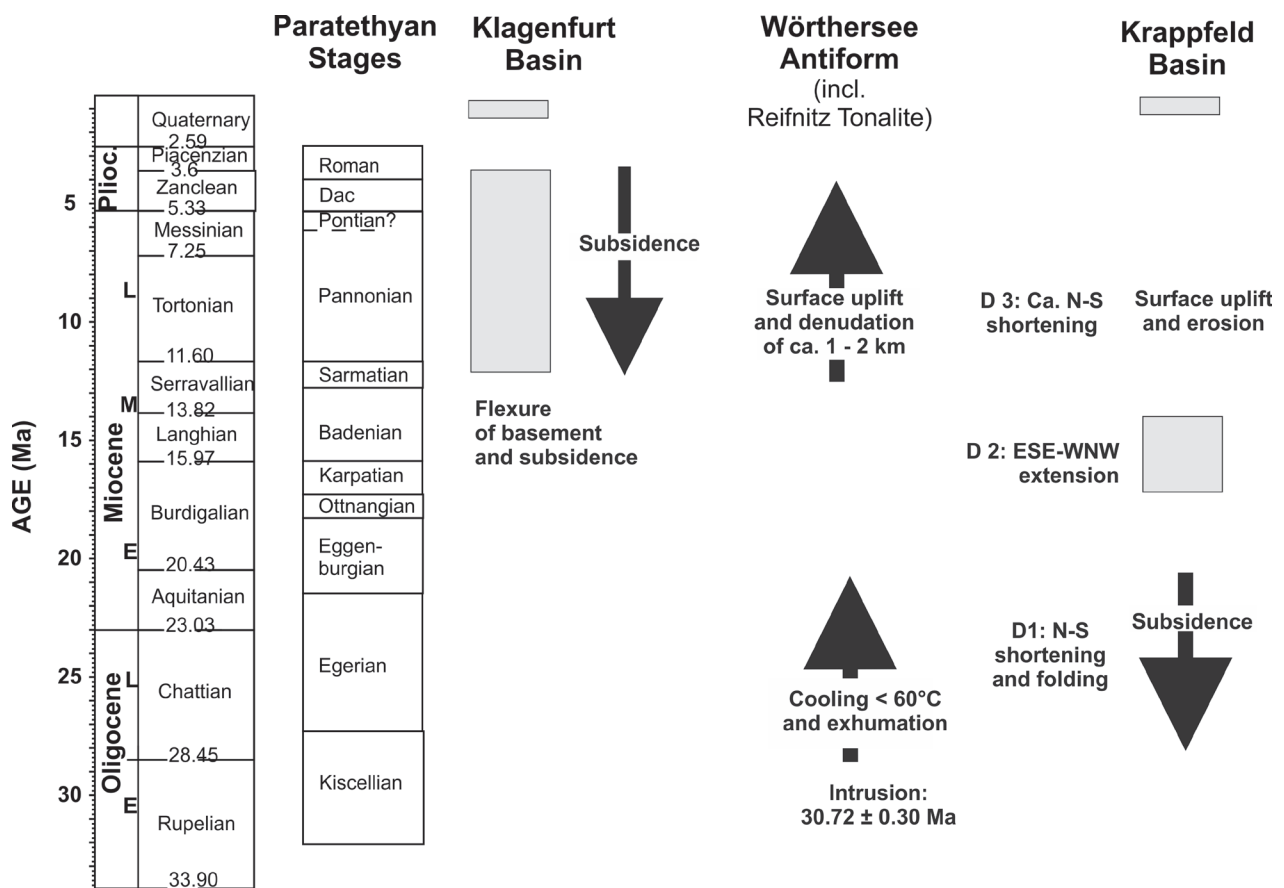 Paratethyan
Stages
Klagenfurt
Basin
Wörthersee
Antiform
(incl.
Reifnitz Tonalite)
Krappfeld
Basin
AGE (Ma)
5
10
15
20
25
30
Plioc.
Miocene
L
M
E
Oligocene
L
E
Quaternary
2.59
Piacenzian
3.6
Zanclean
5.33
Messinian
7.25
Tortonian
11.60
Serravallian
13.82
Langhian
15.97
Burdigalian
20.43
Aquitanian
23.03
Chattian
28.45
Rupelian
33.90
Roman
Dac
Pontian?
Pannonian
Sarmatian
Badenian
Karpatian
Ottnangian
Eggen-
burgian
Egerian
Kiscellian
Subsidence
Flexure
of basement
and subsidence
Surface uplift
and denudation
of ca. 1 - 2 km
Cooling < 60°C
and exhumation
Intrusion:
30.72 ± 0.30 Ma
D 3: Ca. N-S
shortening
Surface uplift
and erosion
D 2: ESE-WNW
extension
D1: N-S
shortening
and folding
Subsidence